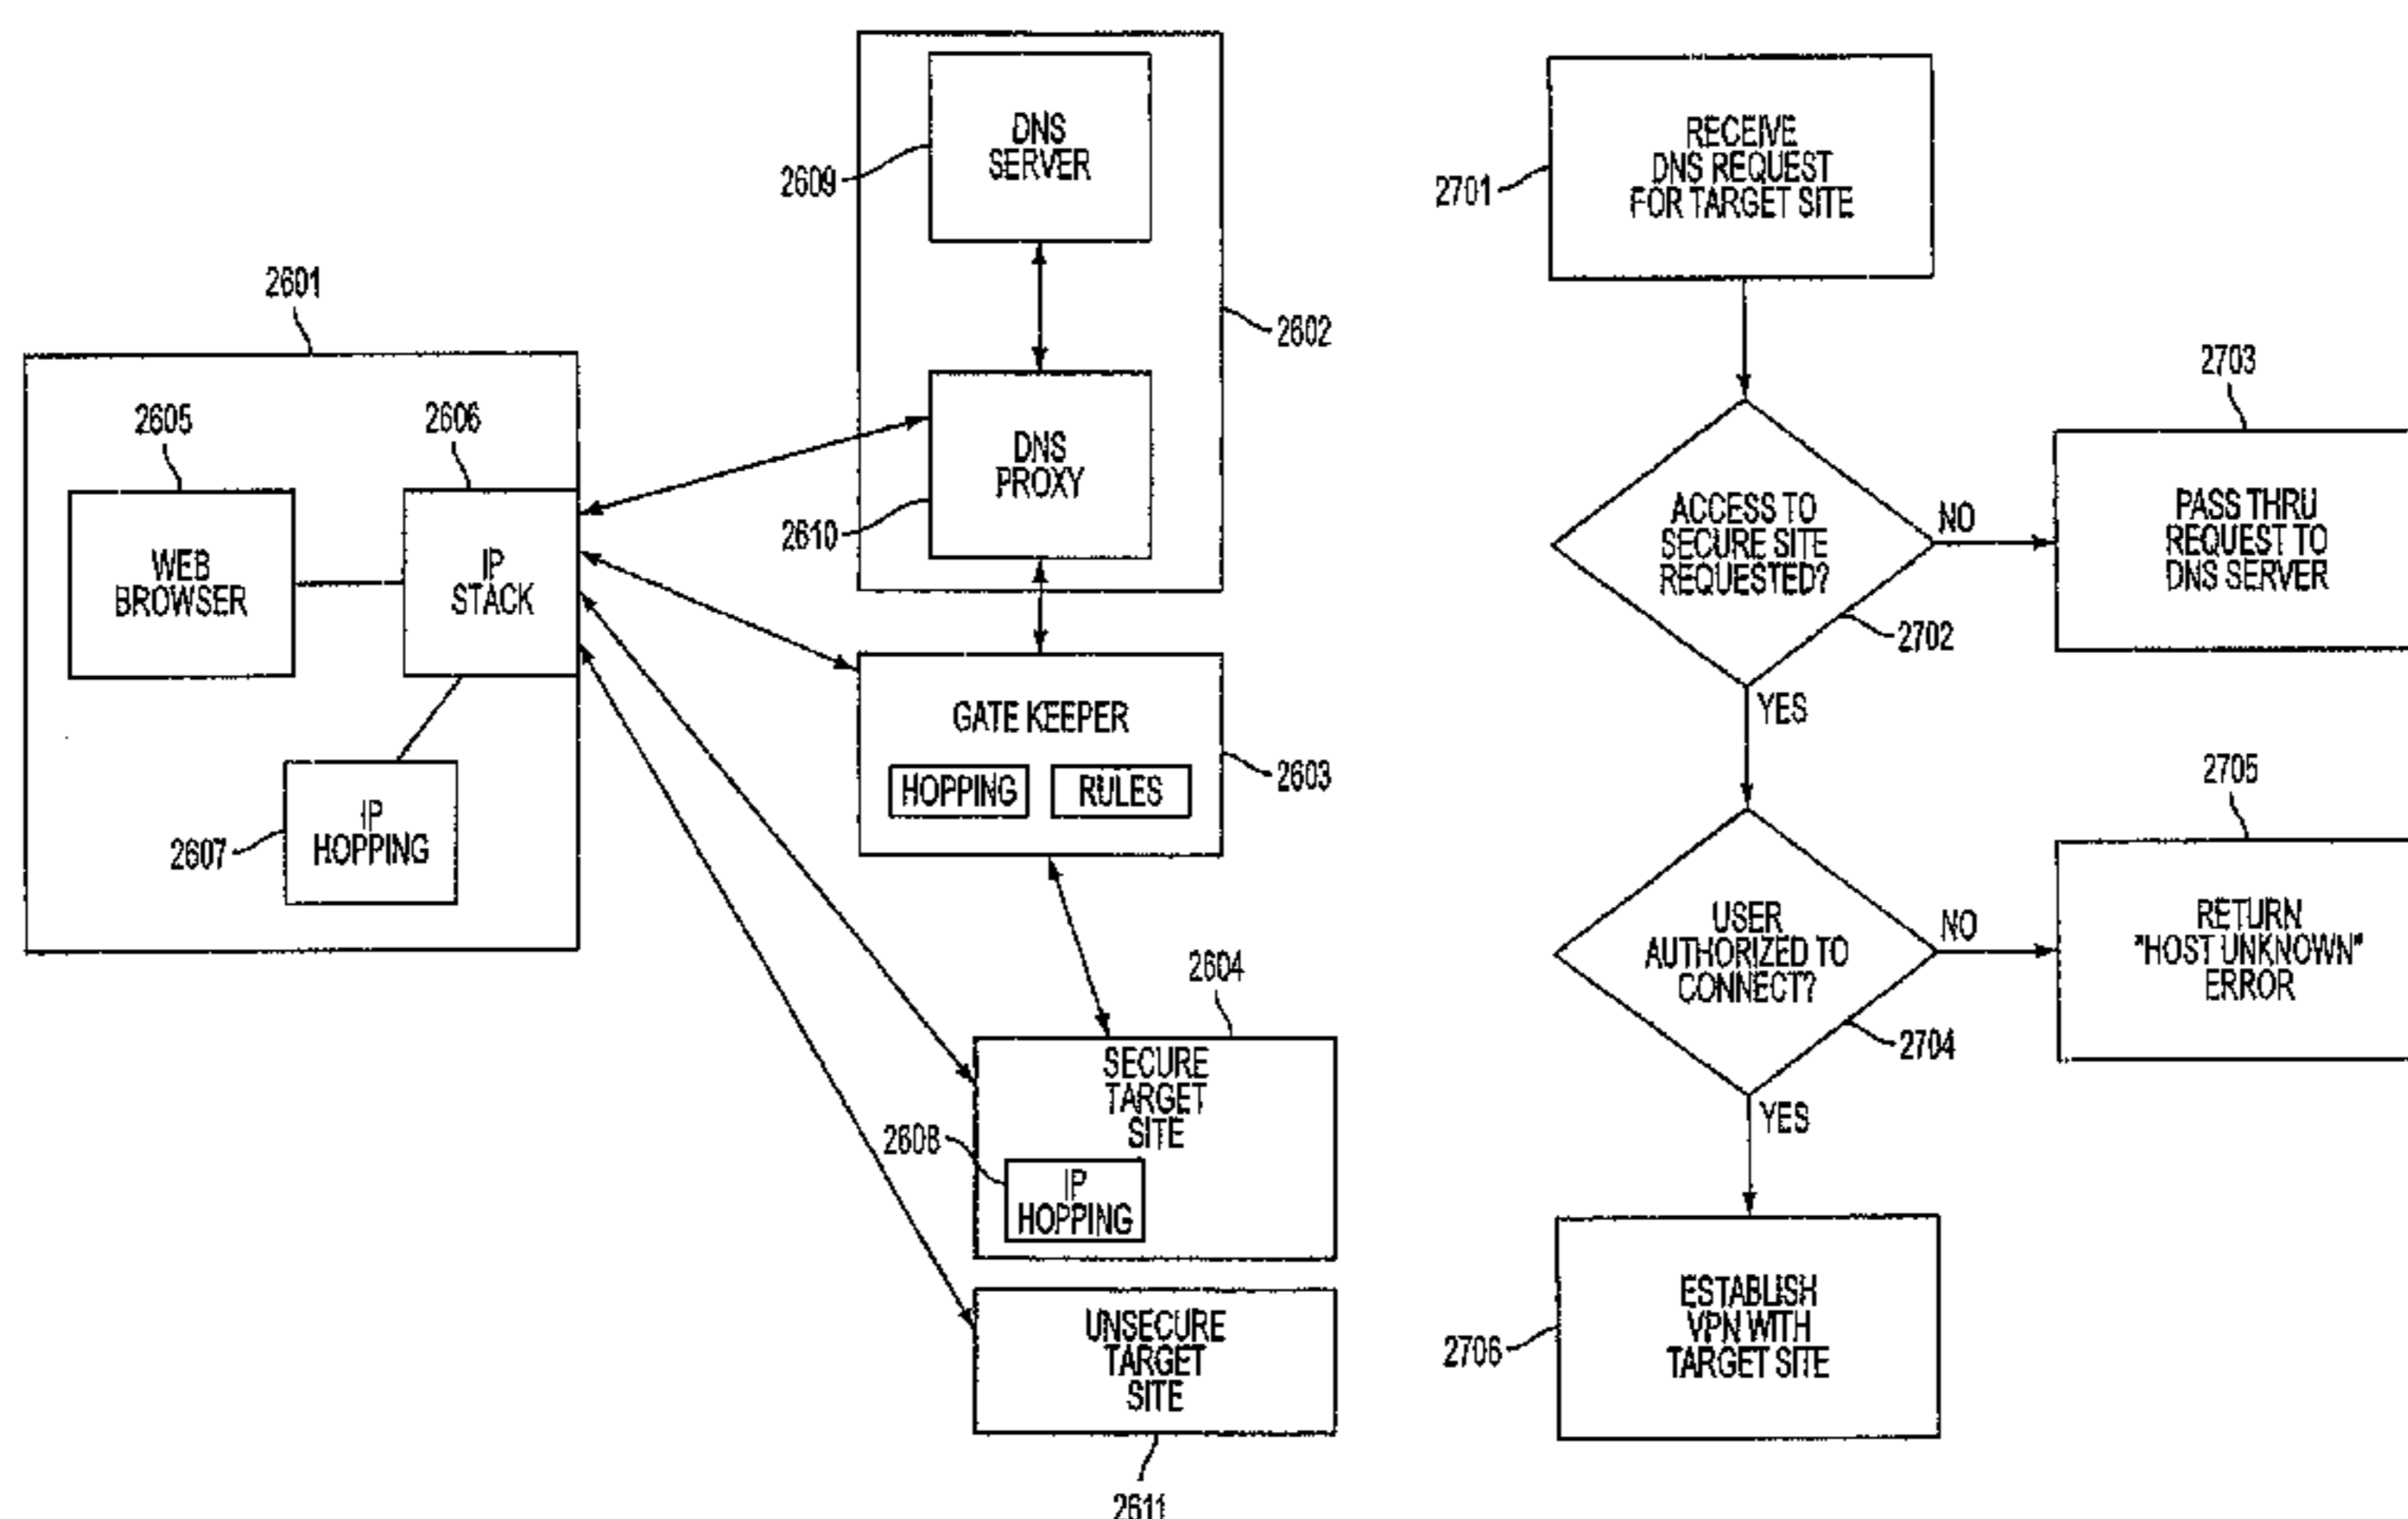 2601
2605
2606
WEB
BROWSER
IP
STACK
2607
IP
HOPPING
2609
DNS
SERVER
2602
DNS
PROXY
2610
GATE KEEPER
HOPPING
RULES
2603
2604
SECURE
TARGET
SITE
2608
IP
HOPPING
UNSECURE
TARGET
SITE
2611
2701
RECEIVE
DNS REQUEST
FOR TARGET SITE
ACCESS TO
SECURE SITE
REQUESTED?
2702
NO
2703
PASS THRU
REQUEST TO
DNS SERVER
YES
USER
AUTHORIZED TO
CONNECT?
2704
NO
2705
RETURN
"HOST UNKNOWN"
ERROR
YES
2706
ESTABLISH
VPN WITH
TARGET SITE